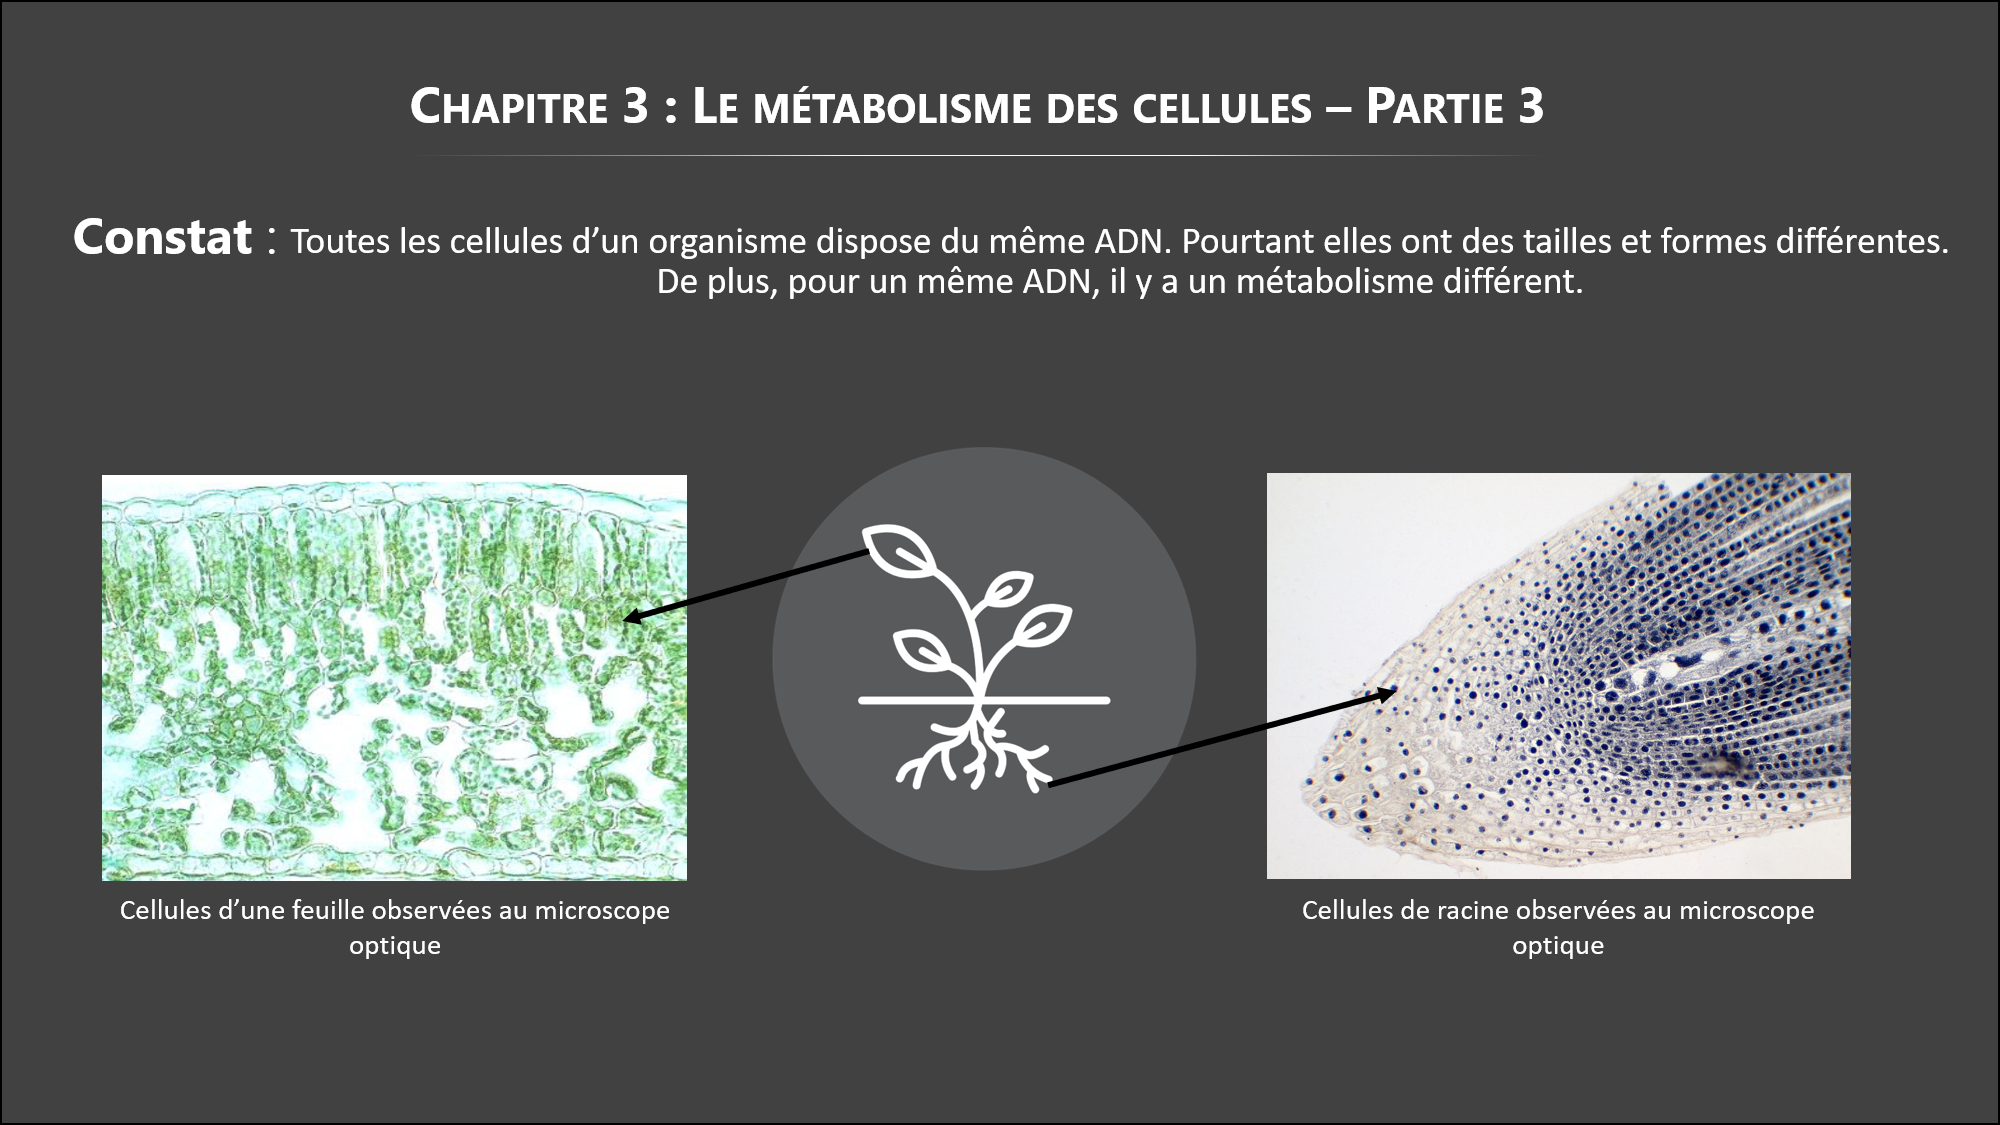 Chapitre 3 : Le métabolisme des cellules – Partie 3
Constat : Toutes les cellules d’un organisme dispose du même ADN. Pourtant elles ont des tailles et formes différentes.
De plus, pour un même ADN, il y a un métabolisme différent.
Cellules d’une feuille observées au microscope
optique
Cellules de racine observées au microscope
optique